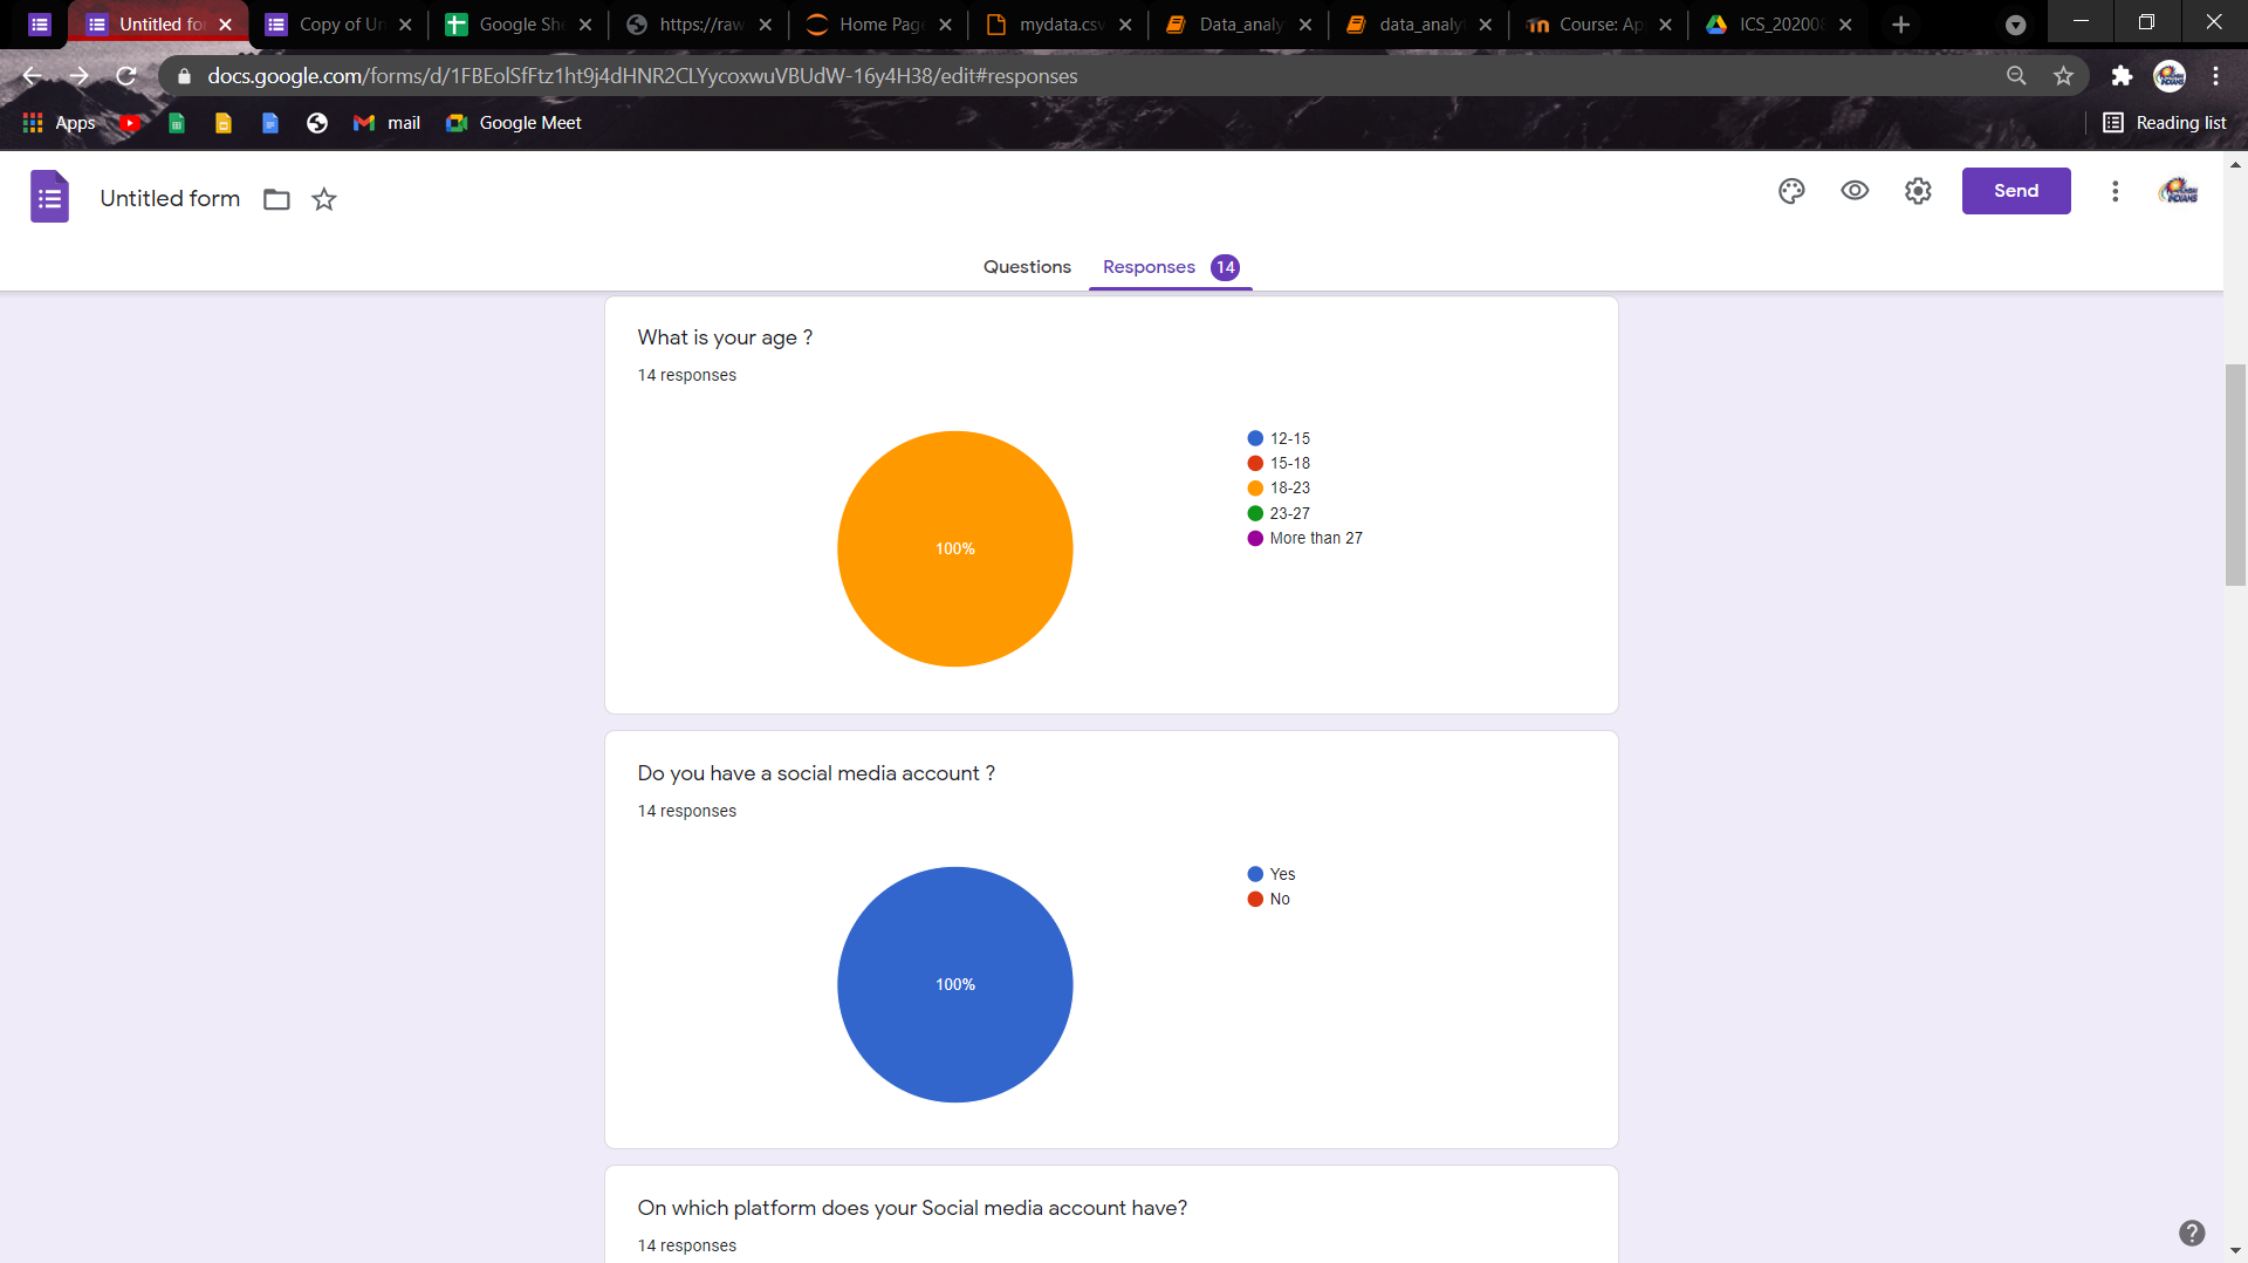 Untitled for
Copy of Un
Google She
https://raw
Home Page
mydata.csv
Data_analy
data_analy
Course: Ap
ICS_202008
docs.google.com/forms/d/1FBEolSfFtz1ht9j4dHNR2CLYycoxwuVBUdW-16y4H38/edit#responses
Apps
mail
Google Meet
Reading list
Untitled form
Send
Questions
Responses 14
What is your age ?
14 responses
12-15
15-18
18-23
23-27
More than 27
100%
Do you have a social media account ?
14 responses
Yes
No
100%
On which platform does your Social media account have?
14 responses